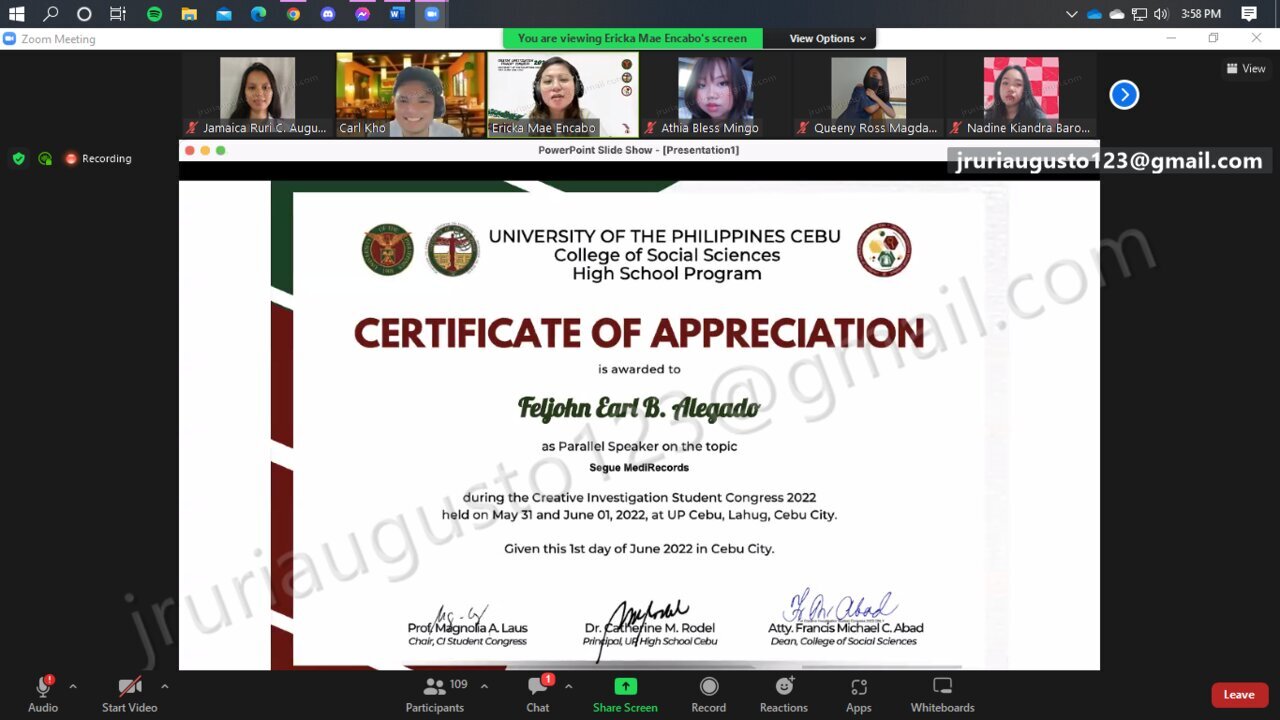 3:58 PM
Zoom Meeting
You are viewing Ericka Mae Encabo's screen
View Options
View
Jamaica Ruri C. Augu...
Carl Kho
Ericka Mae Encabo
Athia Bless Mingo
Queeny Ross Magda...
Nadine Kiandra Baro...
Recording
PowerPoint Slide Show - [Presentation1]
jruriaugusto123@gmail.com
UNIVERSITY OF THE PHILIPPINES CEBU
College of Social Sciences
High School Program
CERTIFICATE OF APPRECIATION
is awarded to
Feljohn Earl B. Alegado
as Parallel Speaker on the topic
Segue MediRecords
during the Creative Investigation Student Congress 2022
held on May 31 and June 01, 2022, at UP Cebu, Lahug, Cebu City.
Given this 1st day of June 2022 in Cebu City.
jruriaugusto123@gmail.com
Prof. Magnolia A. Laus
Chair, CI Student Congress
Dr. Catherine M. Rodel
Principal, UP High School Cebu
Atty. Francis Michael C. Abad
Dean, College of Social Sciences
Audio
Start Video
Participants 109
Chat 1
Share Screen
Record
Reactions
Apps
Whiteboards
Leave